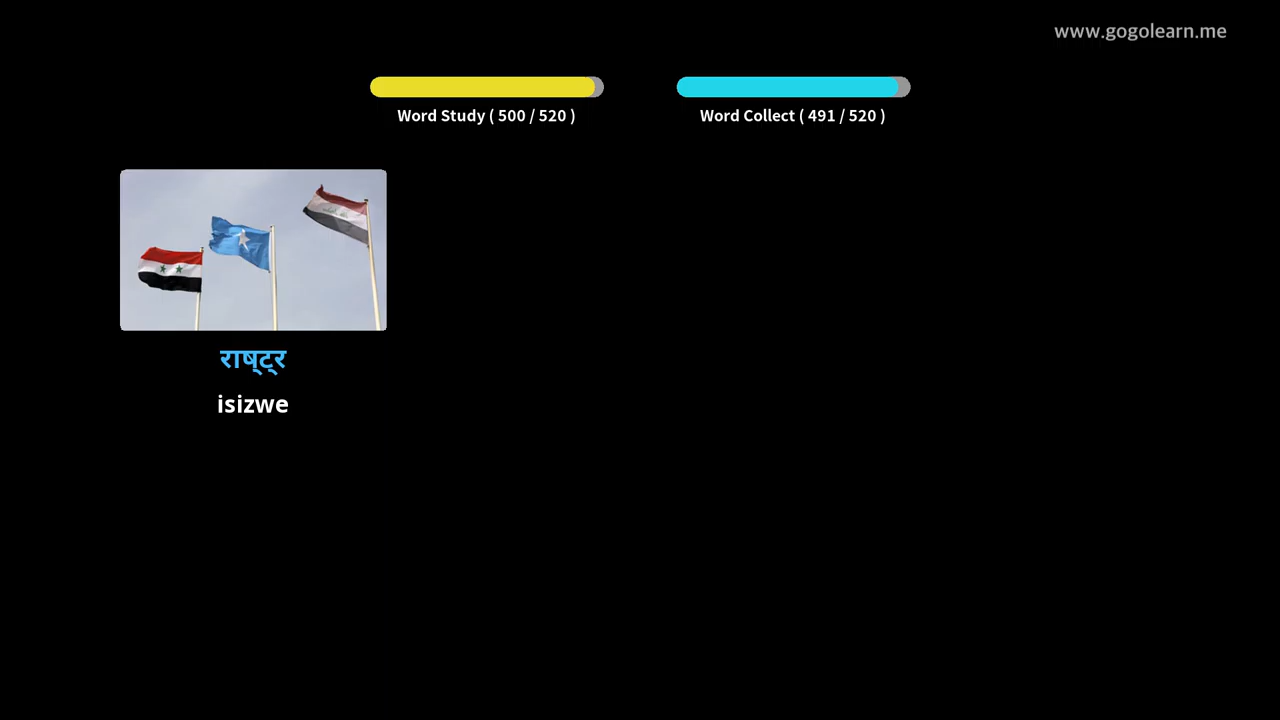 www.gogolearn.me
Word Study ( 500 / 520 )
Word Collect ( 491 / 520 )
राष्ट्र
isizwe